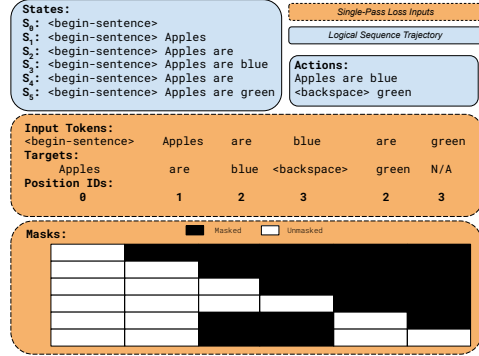 States:
S0: <begin-sentence>
S1: <begin-sentence> Apples
S2: <begin-sentence> Apples are
S3: <begin-sentence> Apples are blue
S4: <begin-sentence> Apples are
S5: <begin-sentence> Apples are green
Single-Pass Loss Inputs
Logical Sequence Trajectory
Actions:
Apples are blue
<backspace> green
Input Tokens:
<begin-sentence> Apples are blue are green
Targets:
Apples are blue <backspace> green N/A
Position IDs:
0 1 2 3 2 3
Masks:
Masked Unmasked